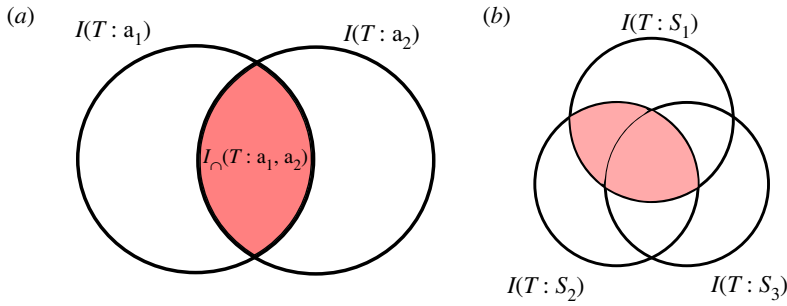 (a)
I(T : a₁)
I(T : a₂)
I∩(T : a₁, a₂)
(b)
I(T : S₁)
I(T : S₂)
I(T : S₃)